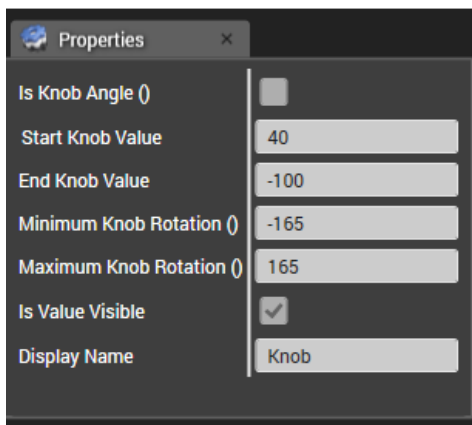 Properties ×
Is Knob Angle ()
Start Knob Value 40
End Knob Value -100
Minimum Knob Rotation () -165
Maximum Knob Rotation () 165
Is Value Visible
Display Name Knob